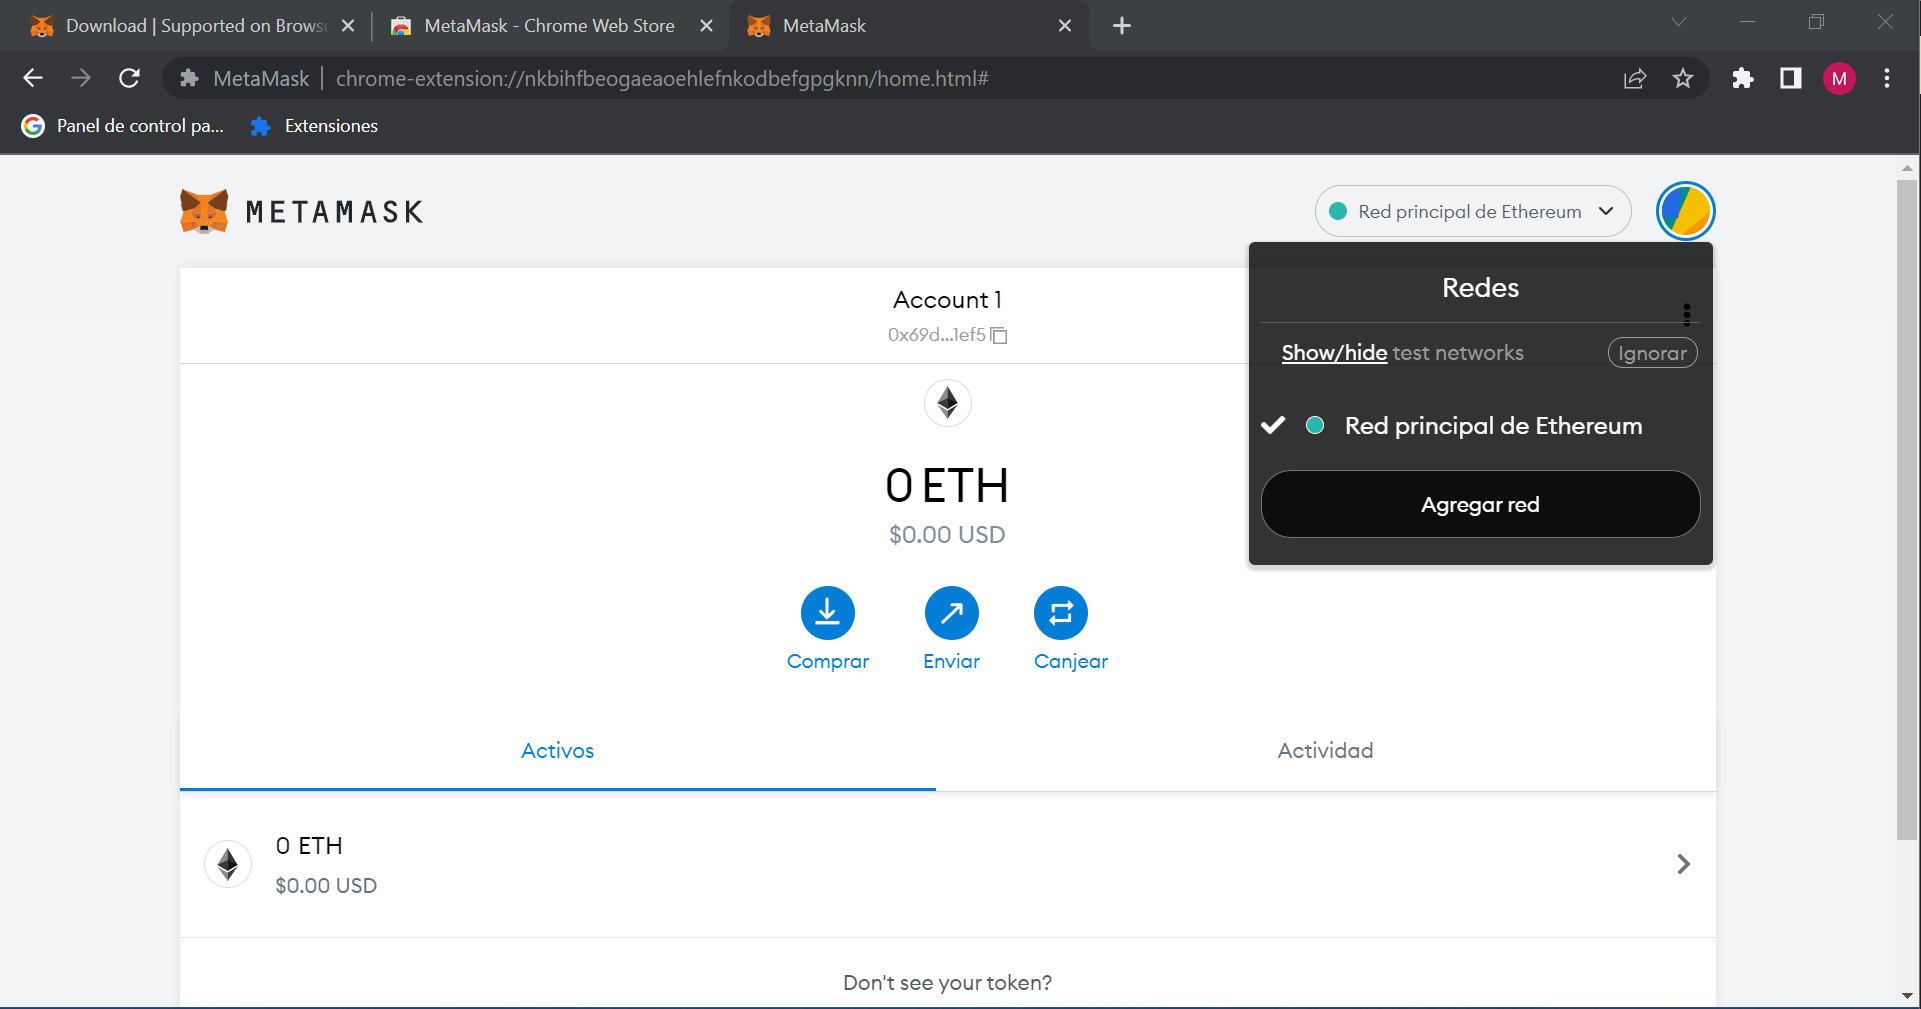 Download | Supported on Browse
MetaMask - Chrome Web Store
MetaMask
MetaMask
chrome-extension://nkbihfbeogaeaoehlefnkodbefgpgknn/home.html#
M
Panel de control pa...
Extensiones
METAMASK
Red principal de Ethereum
Redes
Show/hide test networks
Ignorar
Red principal de Ethereum
Agregar red
Account 1
0x69d...1ef5
0 ETH
$0.00 USD
Comprar
Enviar
Canjear
Activos
Actividad
0 ETH
$0.00 USD
Don't see your token?